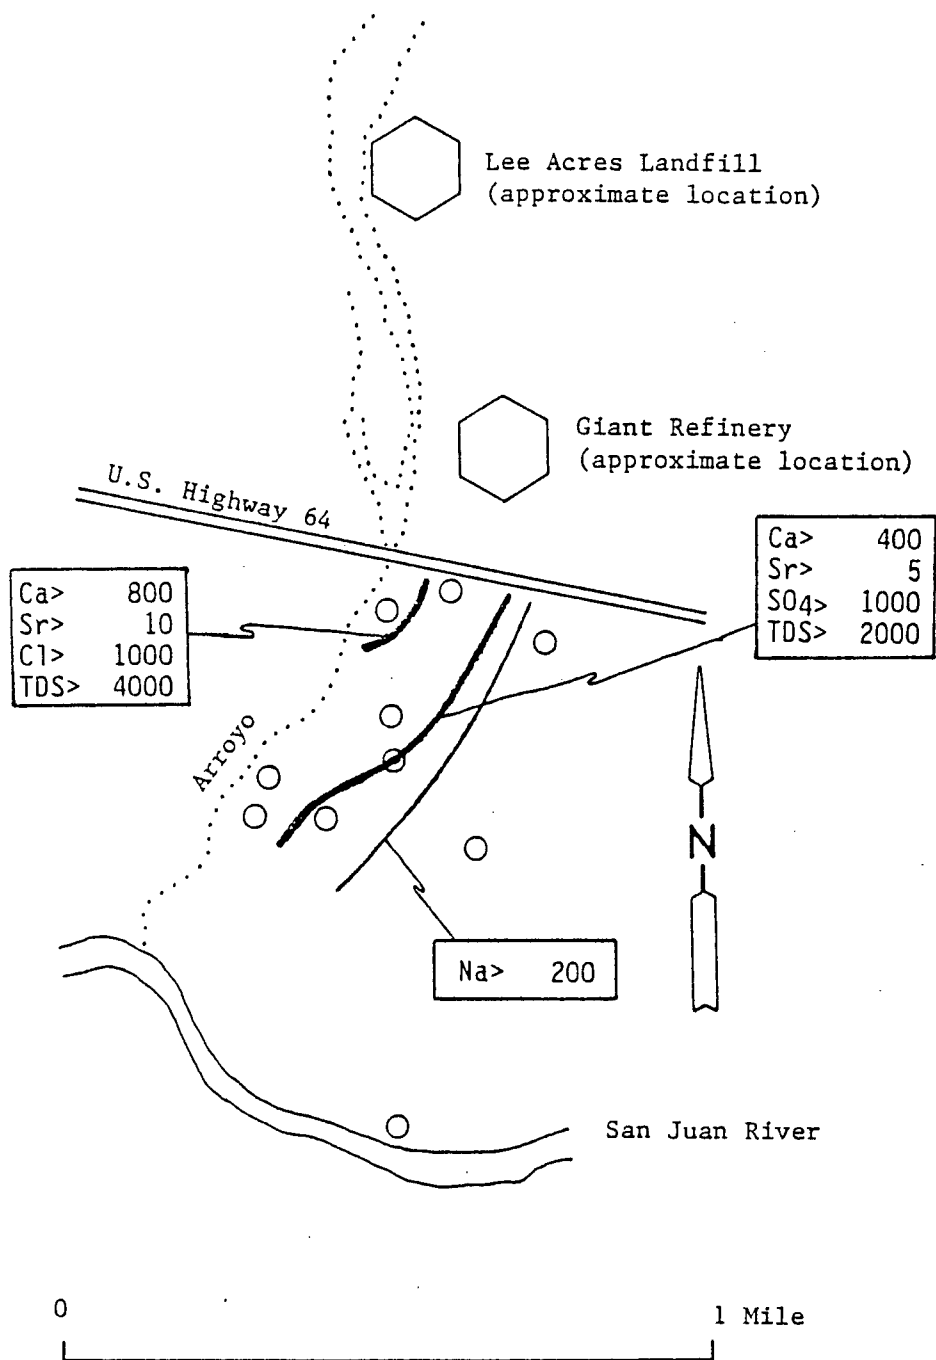 Lee Acres Landfill
(approximate location)
Giant Refinery
(approximate location)
U.S. Highway 64
Ca> 400
Sr> 5
SO4> 1000
TDS> 2000
Ca> 800
Sr> 10
Cl> 1000
TDS> 4000
Arroyo
N
Na> 200
San Juan River
0 1 Mile